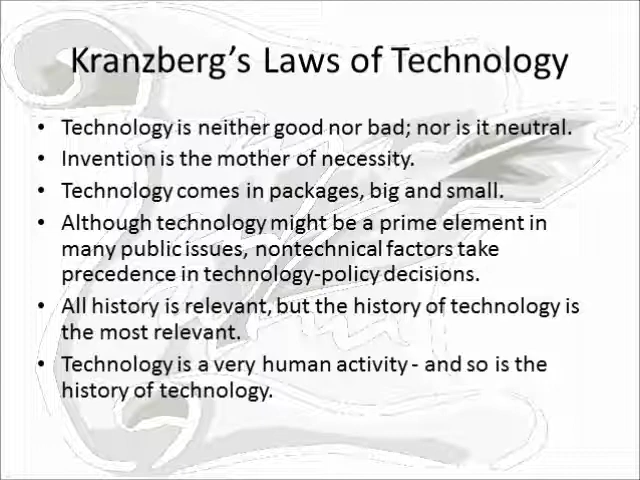 Kranzberg’s Laws of Technology
• Technology is neither good nor bad; nor is it neutral.
• Invention is the mother of necessity.
• Technology comes in packages, big and small.
• Although technology might be a prime element in
many public issues, nontechnical factors take
precedence in technology-policy decisions.
• All history is relevant, but the history of technology is
the most relevant.
• Technology is a very human activity - and so is the
history of technology.